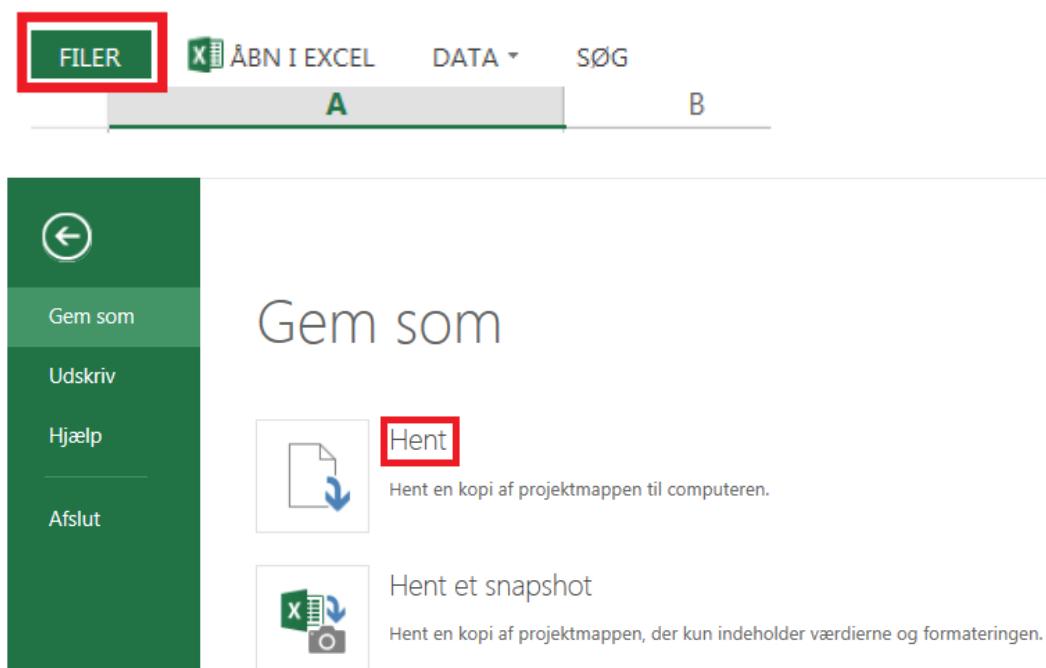 FILER ÅBN I EXCEL DATA SØG
A B
Gem som
Udskriv
Hjælp
Afslut
Gem som
Hent
Hent en kopi af projektmappen til computeren.
Hent et snapshot
Hent en kopi af projektmappen, der kun indeholder værdierne og formateringen.